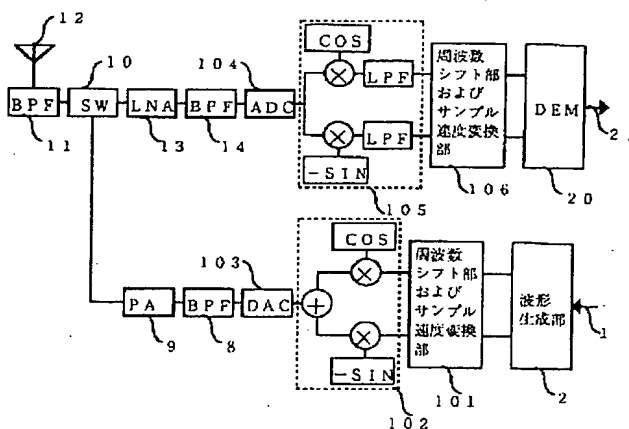 12
10
104
COS
周波数
シフト部
および
サンプル
速度変換
部
BPF
SW
LNA
BPF
ADC
LPF
LPF
DEM
2
11
13
14
-SIN
105
106
20
COS
周波数
シフト部
および
サンプル
速度変換
部
103
波形
生成部
1
PA
BPF
DAC
+
9
8
-SIN
102
101
2